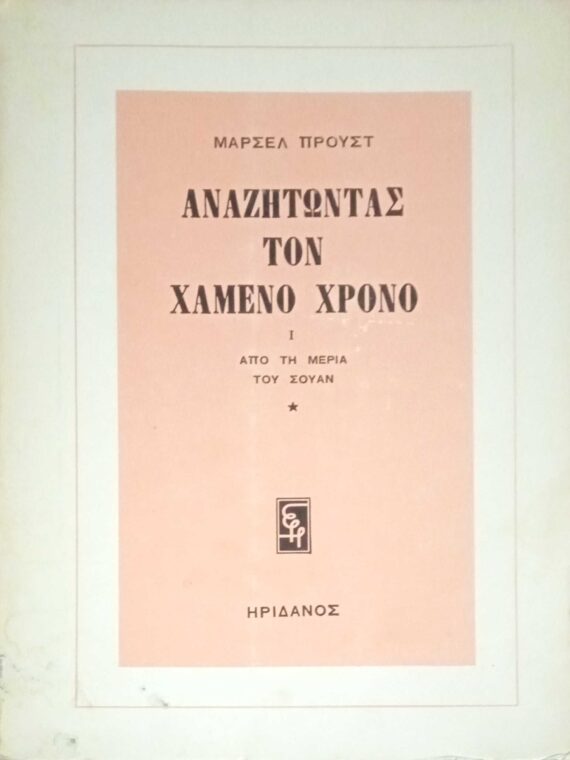 ΜΑΡΣΕΛ ΠΡΟΥΣΤ
ΑΝΑΖΗΤΩΝΤΑΣ
ΤΟΝ
ΧΑΜΕΝΟ ΧΡΟΝΟ
I
ΑΠΟ ΤΗ ΜΕΡΙΑ
ΤΟΥ ΣΟΥΑΝ
★
ΗΡΙΔΑΝΟΣ